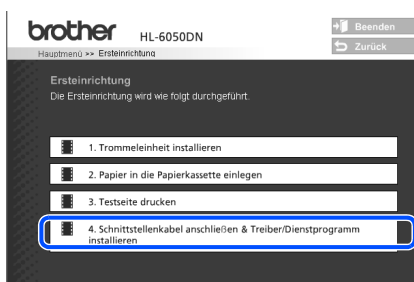 brother HL-6050DN
Beenden
Hauptmenü >> Ersteinrichtung
Zurück
Ersteinrichtung
Die Ersteinrichtung wird wie folgt durchgeführt.
1. Trommeleinheit installieren
2. Papier in die Papierkassette einlegen
3. Testseite drucken
4. Schnittstellenkabel anschließen & Treiber/Dienstprogramm
installieren